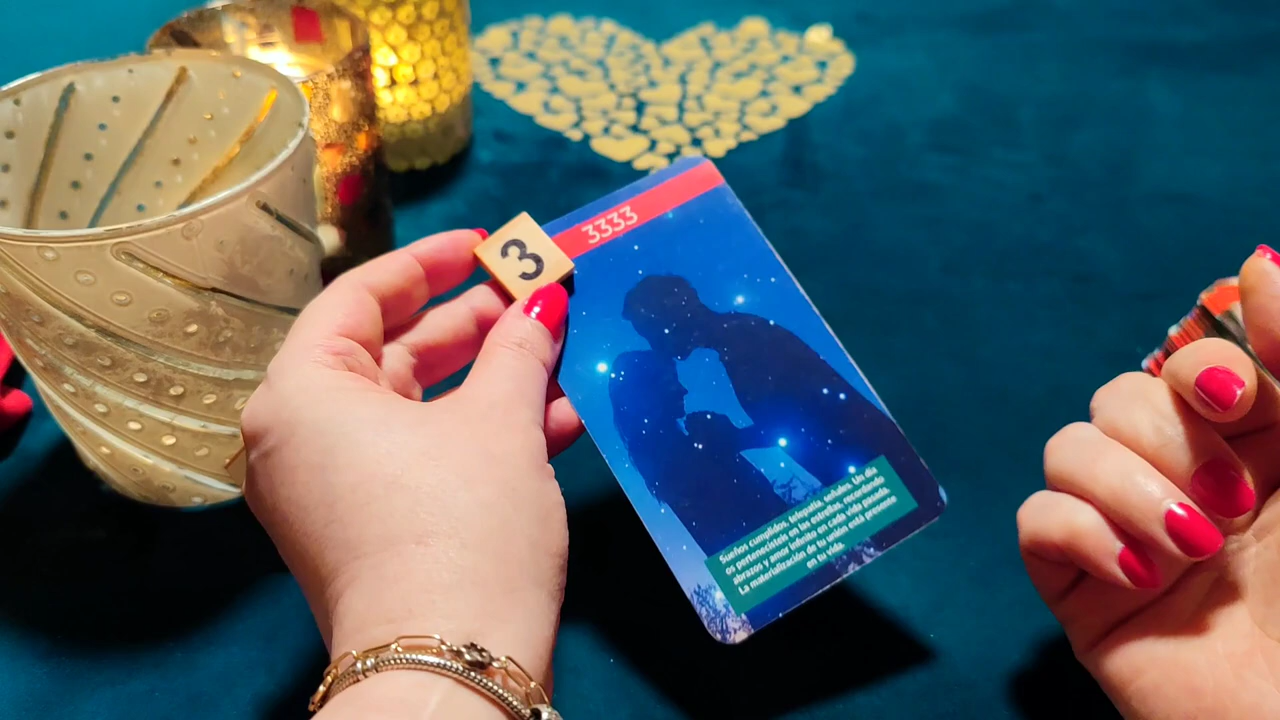 3
3333
Sueños cumplidos, telepatía, señales. Un día
os pertenecisteis en las estrellas, recordando
abrazos y amor infinito en cada vida pasada.
La materialización de tu unión está presente
en tu vida.